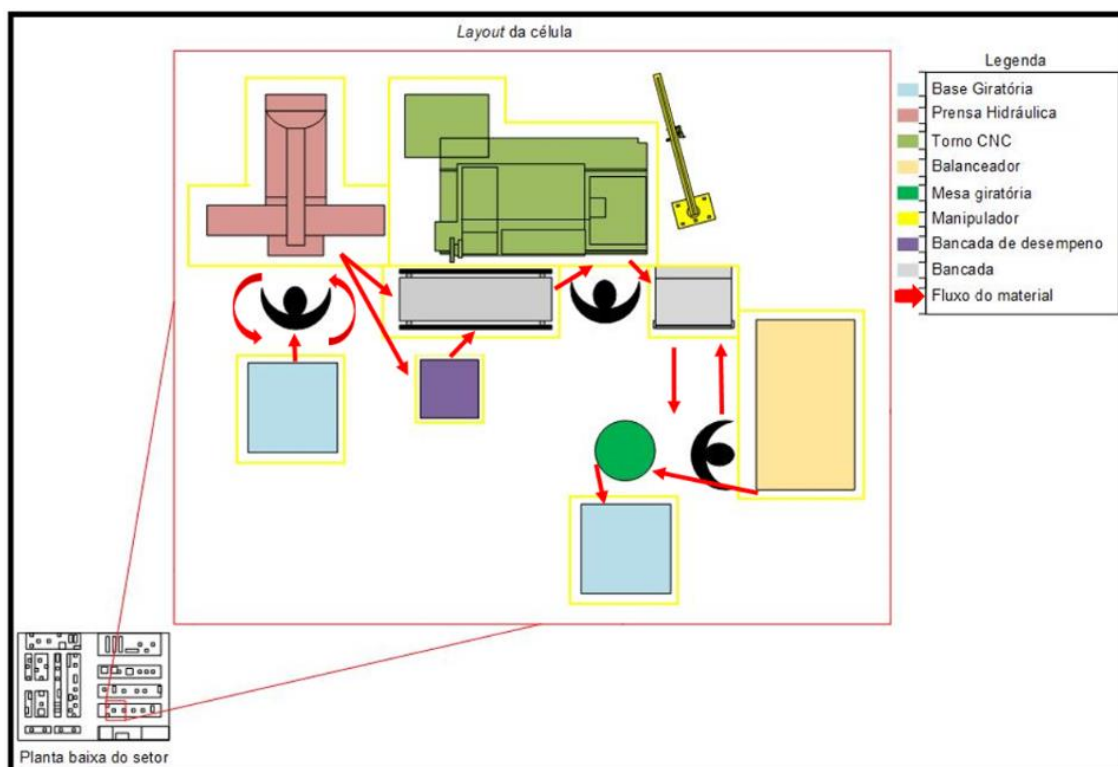 Layout da célula
Legenda
Base Giratória
Prensa Hidráulica
Torno CNC
Balanceador
Mesa giratória
Manipulador
Bancada de desempeno
Bancada
Fluxo do material
Planta baixa do setor